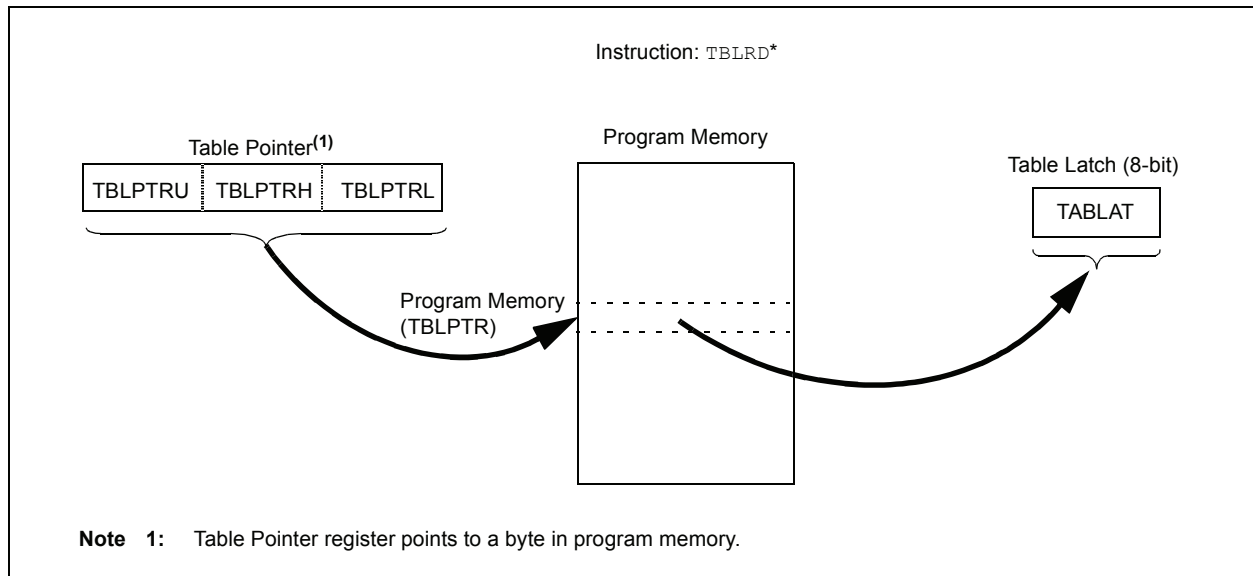 Instruction: TBLRD*
Table Pointer(1)
TBLPTRU TBLPTRH TBLPTRL
Program Memory
Table Latch (8-bit)
TABLAT
Program Memory
(TBLPTR)
Note 1: Table Pointer register points to a byte in program memory.